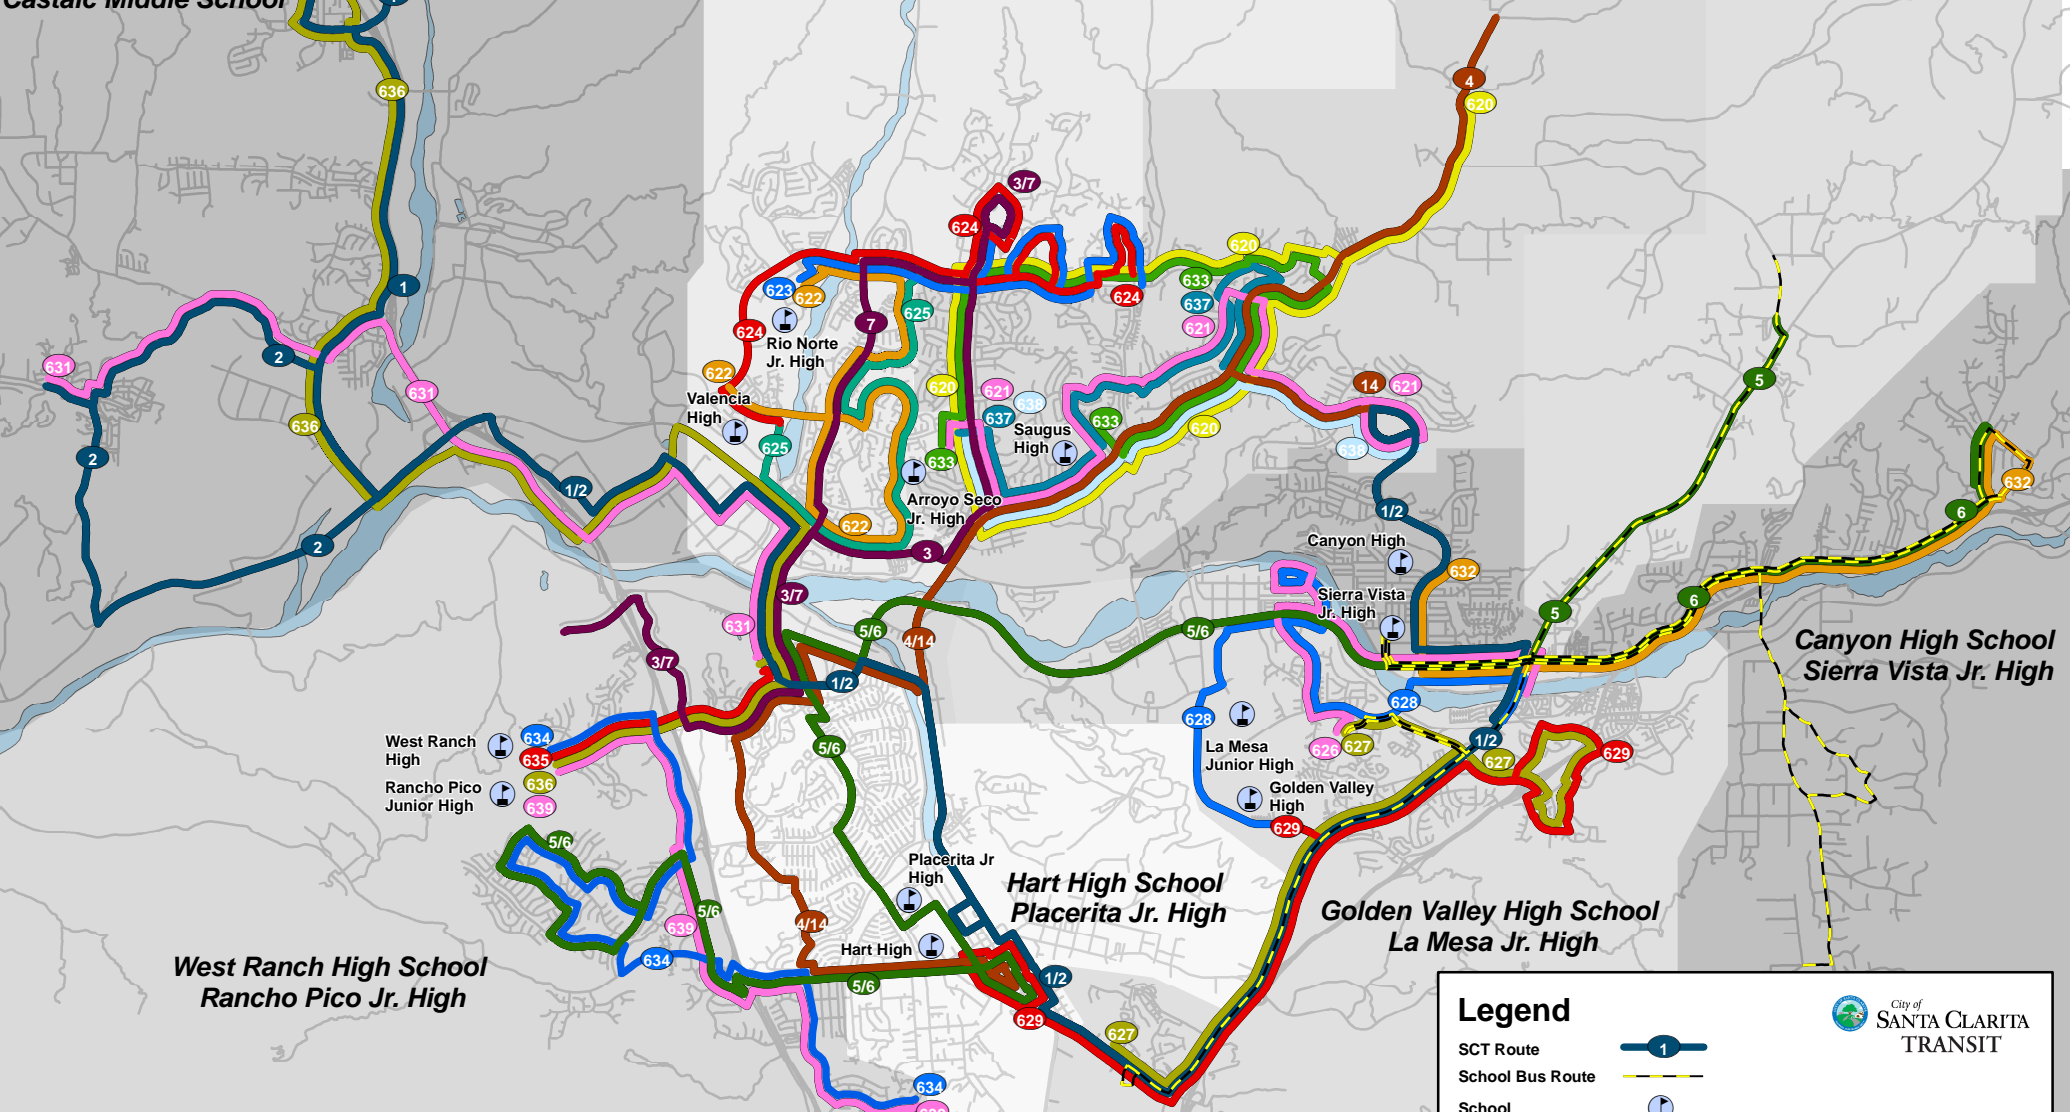 Castaic Middle School
636
4
620
3/7
624
620
1
623
622
633
637
621
624
625
7
624
Rio Norte
Jr. High
2
631
622
631
5
14
621
620
621
638
637
Valencia
High
Saugus
High
633
620
636
625
638
2
633
632
1/2
Arroyo Seco
Jr. High
1/2
6
622
2
3
Canyon High
632
3/7
Sierra Vista
Jr. High
6
5
631
5/6
4/14
5/6
Canyon High School
Sierra Vista Jr. High
3/7
1/2
628
628
634
West Ranch
High
635
5/6
La Mesa
Junior High
626
627
1/2
627
629
636
Rancho Pico
Junior High
639
Golden Valley
High
629
5/6
Placerita Jr
High
Hart High School
Placerita Jr. High
Golden Valley High School
La Mesa Jr. High
5/6
639
4/14
Hart High
634
West Ranch High School
Rancho Pico Jr. High
5/6
1/2
629
627
634
Legend
City of
SANTA CLARITA
TRANSIT
SCT Route
1
School Bus Route
School